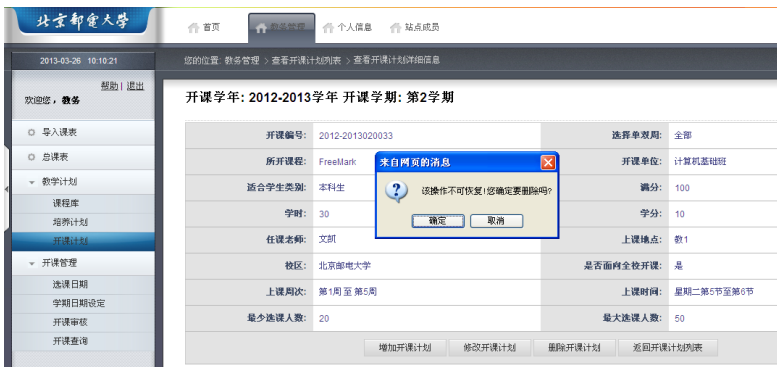 北京邮电大学
首页 教务管理 个人信息 站点成员
2013-03-26 10:10:21
您的位置: 教务管理 > 查看开课计划列表 > 查看开课计划详细信息
帮助 | 退出
欢迎您，教务
导入课表
总课表
教学计划
课程库
培养计划
开课计划
开课管理
选课日期
学期日期设定
开课审核
开课查询
开课学年: 2012-2013学年 开课学期: 第2学期
开课编号: 2012-2013020033 选择单双周: 全部
所开课程: FreeMark 开课单位: 计算机基础班
适合学生类别: 本科生 满分: 100
学时: 30 学分: 10
任课老师: 文凯 上课地点: 教1
校区: 北京邮电大学 是否面向全校开课: 是
上课周次: 第1周 至 第5周 上课时间: 星期二第5节至第6节
最少选课人数: 20 最大选课人数: 50
来自网页的消息
该操作不可恢复!您确定要删除吗?
确定 取消
增加开课计划 修改开课计划 删除开课计划 返回开课计划列表